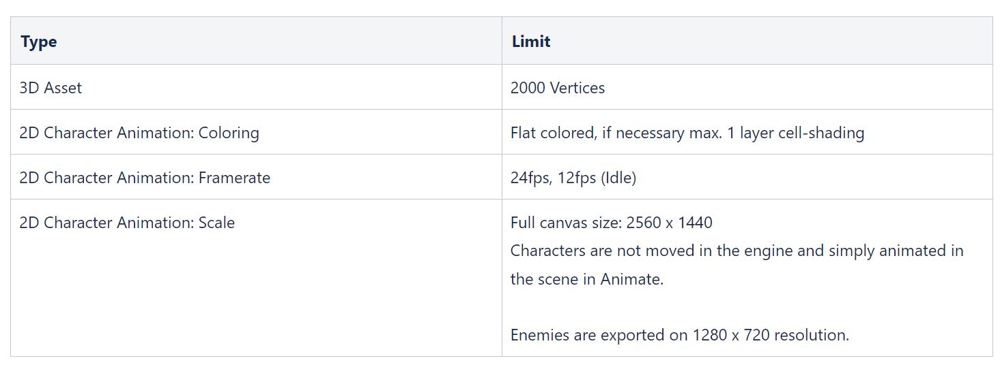 Type
Limit
3D Asset
2000 Vertices
2D Character Animation: Coloring
Flat colored, if necessary max. 1 layer cell-shading
2D Character Animation: Framerate
24fps, 12fps (Idle)
2D Character Animation: Scale
Full canvas size: 2560 x 1440
Characters are not moved in the engine and simply animated in
the scene in Animate.
Enemies are exported on 1280 x 720 resolution.